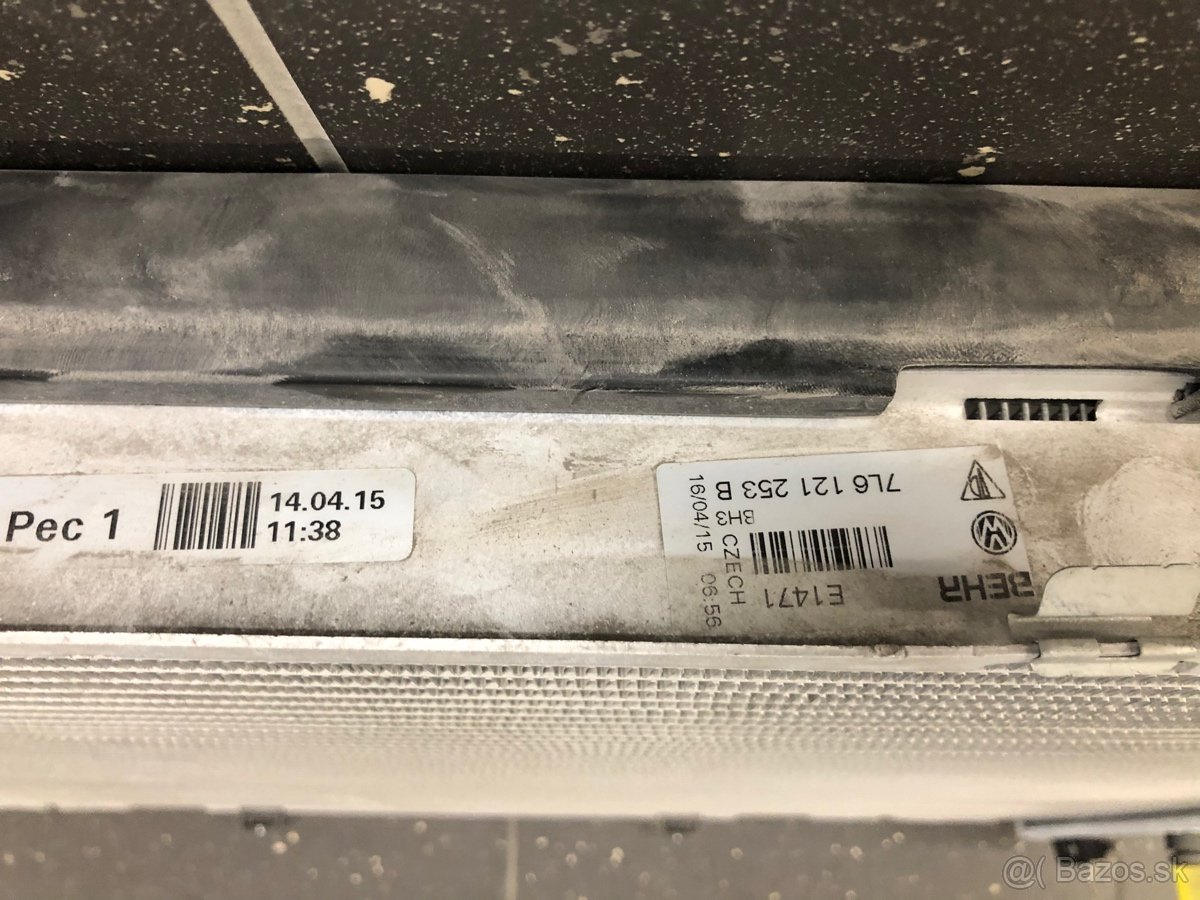 Pec 1
14.04.15
11:38
7L6 121 253 B
BH3 CZECH
16/04/15 06:56
E1471
BEHR
@( Bazos.sk